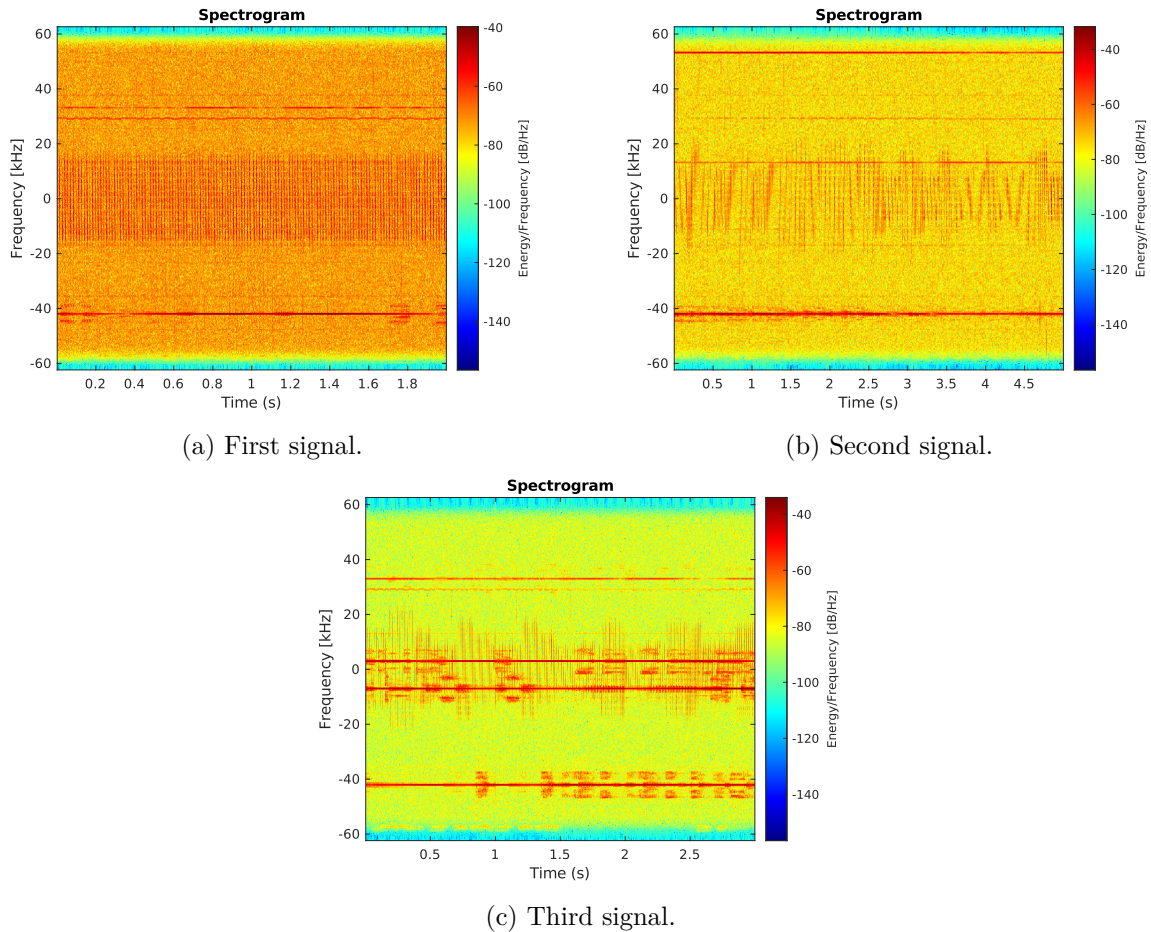 Spectrogram
60
40
20
0
-20
-40
-60
Frequency [kHz]
0.2 0.4 0.6 0.8 1 1.2 1.4 1.6 1.8
Time (s)
-40
-60
-80
-100
-120
-140
Energy/Frequency [dB/Hz]
(a) First signal.
Spectrogram
60
40
20
0
-20
-40
-60
Frequency [kHz]
0.5 1 1.5 2 2.5 3 3.5 4 4.5
Time (s)
-40
-60
-80
-100
-120
-140
Energy/Frequency [dB/Hz]
(b) Second signal.
Spectrogram
60
40
20
0
-20
-40
-60
Frequency [kHz]
0.5 1 1.5 2 2.5
Time (s)
-40
-60
-80
-100
-120
-140
Energy/Frequency [dB/Hz]
(c) Third signal.